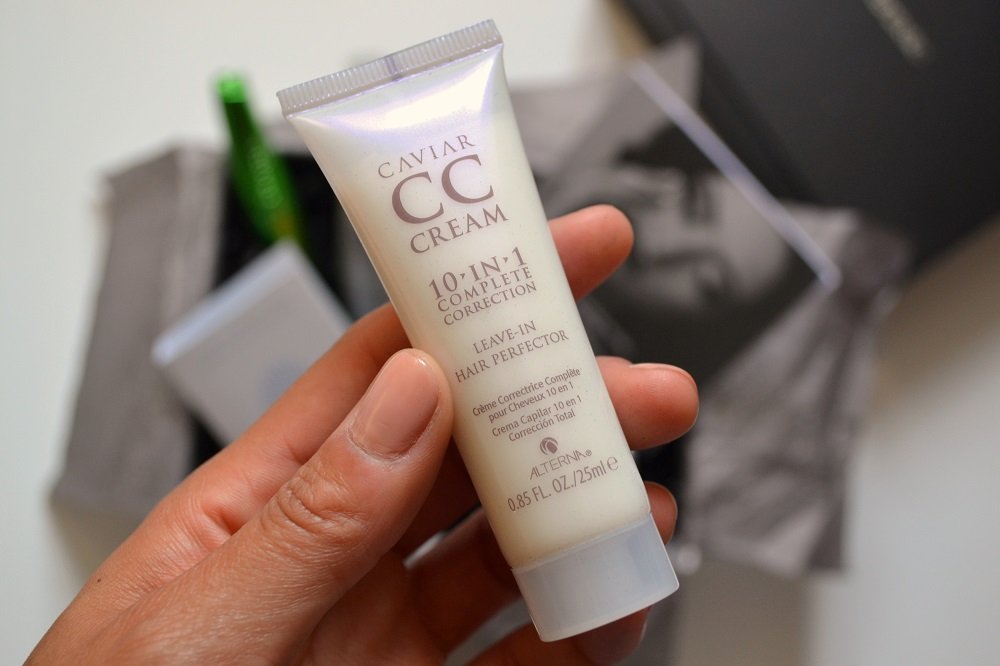 CAVIAR
CC
CREAM
10·IN·1
COMPLETE
CORRECTION
LEAVE-IN
HAIR PERFECTOR
Crème Correctrice Complète
pour Cheveux 10 en 1
Crema Capilar 10 en 1
Corrección Total
ALTERNA®
0.85 FL. OZ./25ml ℮